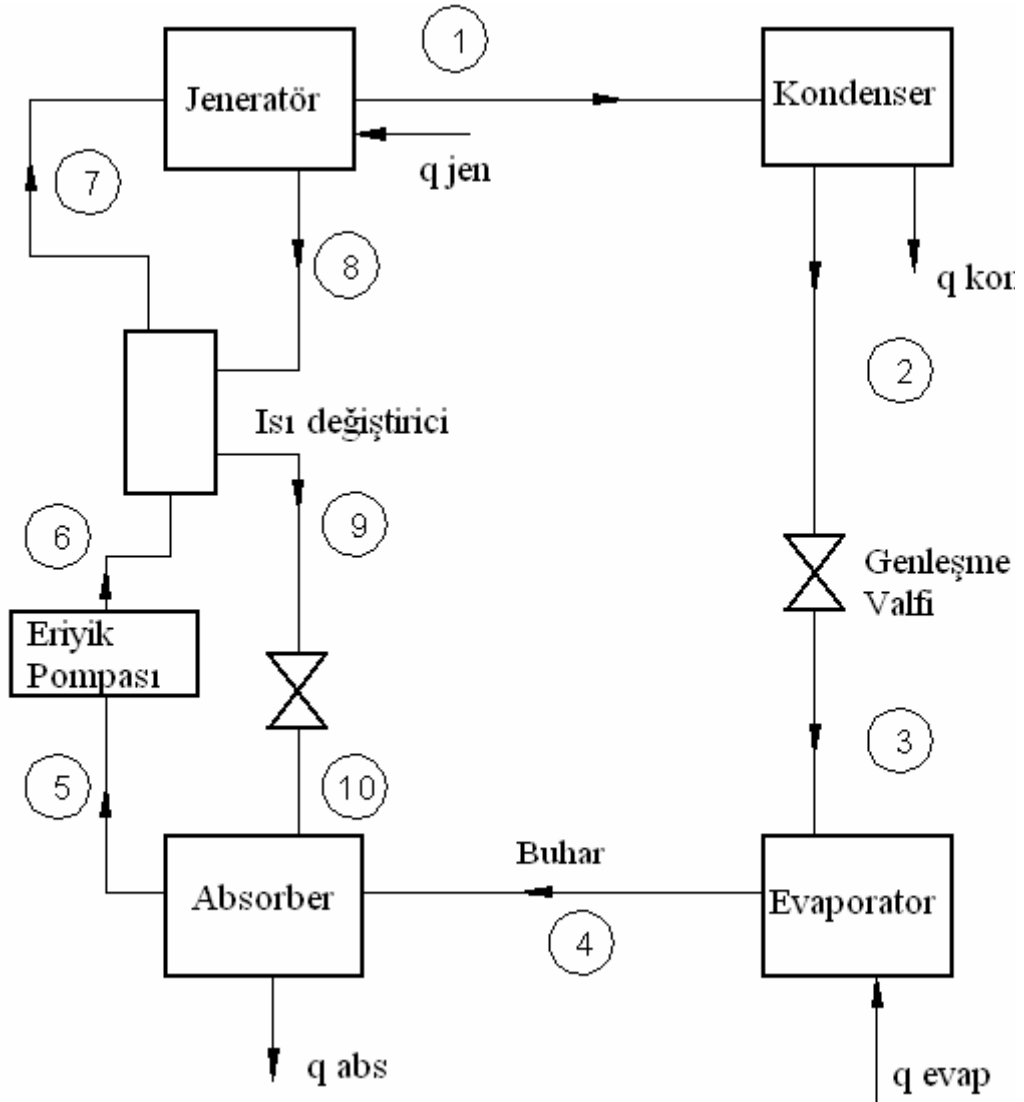 1
Jeneratör
Kondenser
q jen
7
8
q kon
2
Isı değiştirici
9
6
Genleşme
Valfi
Eriyik
Pompası
3
5
10
Buhar
Absorber
Evaporator
4
q abs
q evap